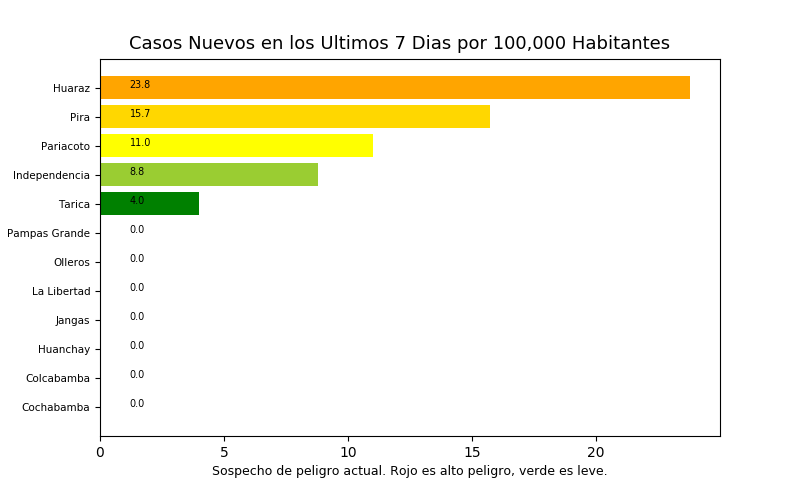 Casos Nuevos en los Ultimos 7 Dias por 100,000 Habitantes
Huaraz 23.8
Pira 15.7
Pariacoto 11.0
Independencia 8.8
Tarica 4.0
Pampas Grande 0.0
Olleros 0.0
La Libertad 0.0
Jangas 0.0
Huanchay 0.0
Colcabamba 0.0
Cochabamba 0.0
0 5 10 15 20
Sospecho de peligro actual. Rojo es alto peligro, verde es leve.